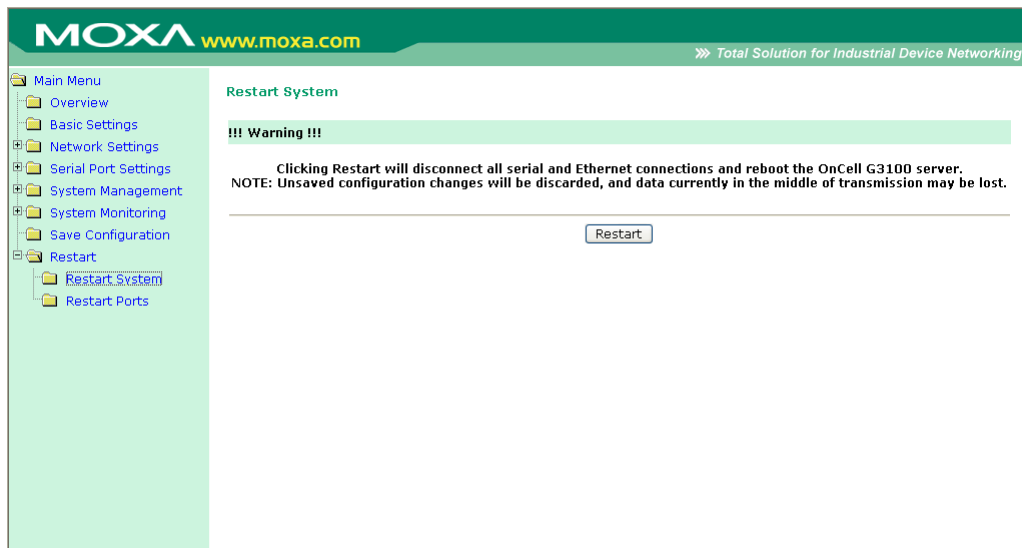 MOXA www.moxa.com
Total Solution for Industrial Device Networking
Main Menu
Overview
Basic Settings
Network Settings
Serial Port Settings
System Management
System Monitoring
Save Configuration
Restart
Restart System
Restart Ports
Restart System
!!! Warning !!!
Clicking Restart will disconnect all serial and Ethernet connections and reboot the OnCell G3100 server.
NOTE: Unsaved configuration changes will be discarded, and data currently in the middle of transmission may be lost.
Restart